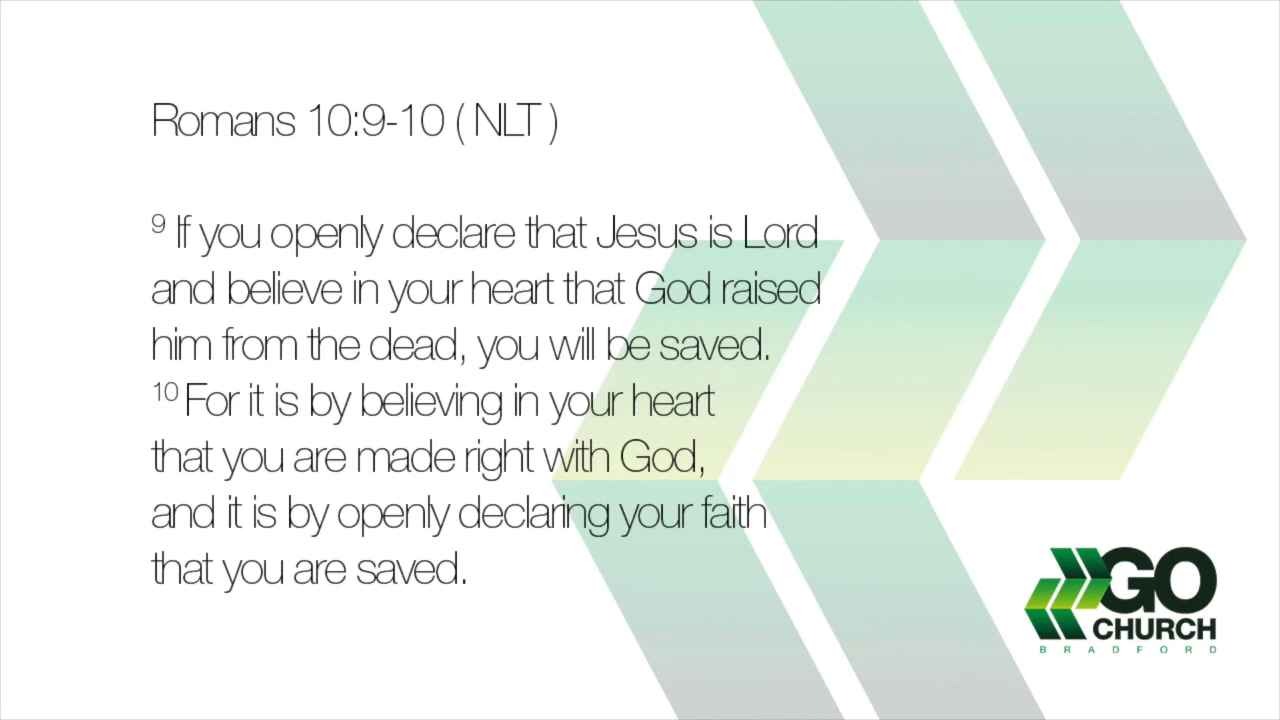 Romans 10:9-10 ( NLT )
9 If you openly declare that Jesus is Lord
and believe in your heart that God raised
him from the dead, you will be saved.
10 For it is by believing in your heart
that you are made right with God,
and it is by openly declaring your faith
that you are saved.
GO
CHURCH
BRADFORD